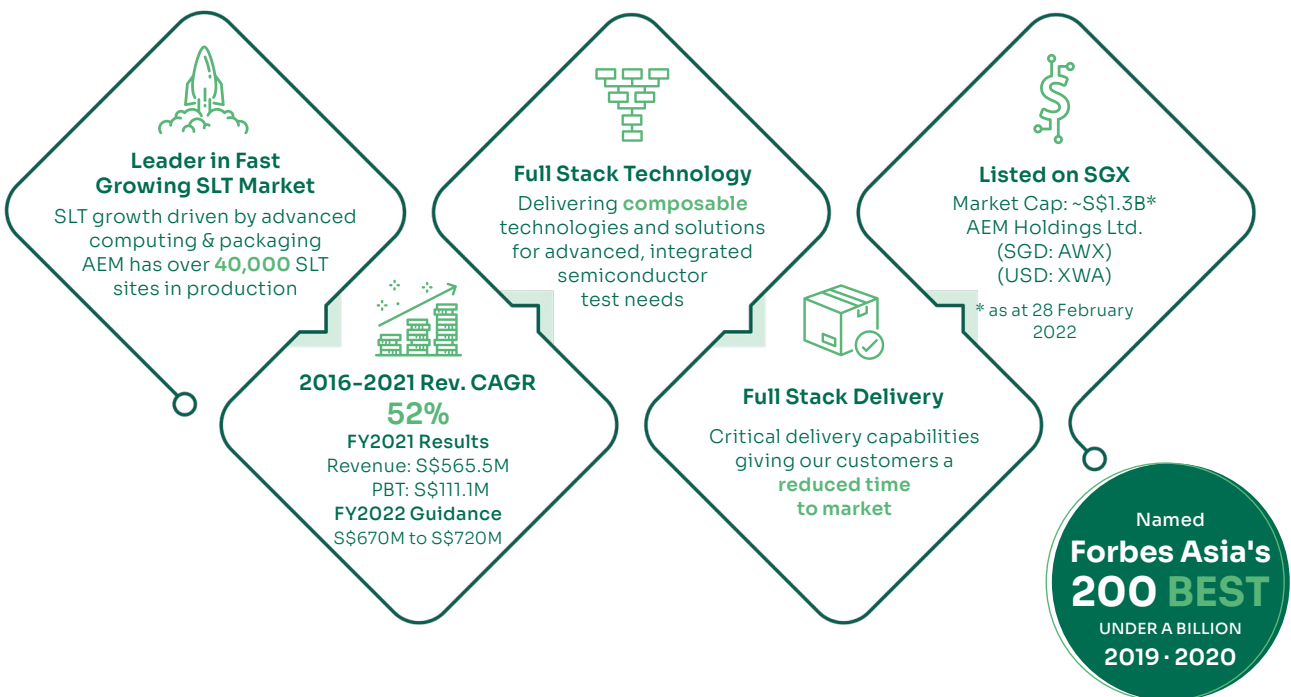 Leader in Fast
Growing SLT Market
SLT growth driven by advanced
computing & packaging
AEM has over 40,000 SLT
sites in production
2016-2021 Rev. CAGR
52%
FY2021 Results
Revenue: S$565.5M
PBT: S$111.1M
FY2022 Guidance
S$670M to S$720M
Full Stack Technology
Delivering composable
technologies and solutions
for advanced, integrated
semiconductor
test needs
Full Stack Delivery
Critical delivery capabilities
giving our customers a
reduced time
to market
Listed on SGX
Market Cap: ~S$1.3B*
AEM Holdings Ltd.
(SGD: AWX)
(USD: XWA)
* as at 28 February
2022
Named
Forbes Asia's
200 BEST
UNDER A BILLION
2019 · 2020